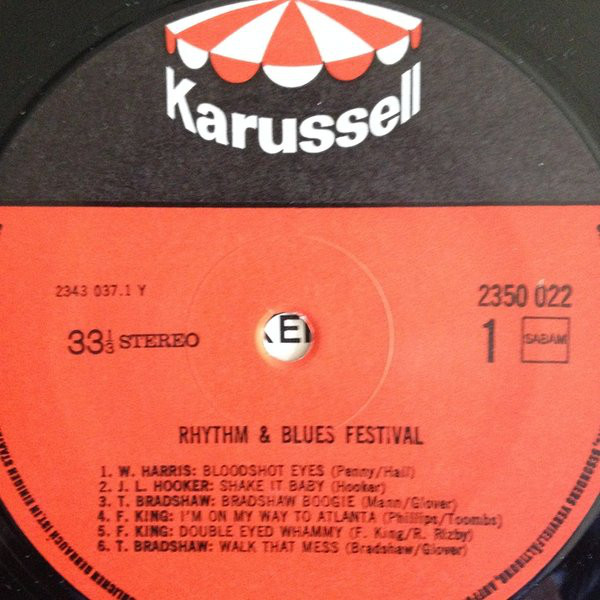 Karussell
2343 037.1 Y
2350 022
33⅓ STEREO
1
SABAM
RHYTHM & BLUES FESTIVAL
1. W. HARRIS: BLOODSHOT EYES (Penny/Hall)
2. J. L. HOOKER: SHAKE IT BABY (Hooker)
3. T. BRADSHAW: BRADSHAW BOOGIE (Mann/Glover)
4. F. KING: I'M ON MY WAY TO ATLANTA (Phillips/Toombs)
5. F. KING: DOUBLE EYED WHAMMY (F. King/R. Rizby)
6. T. BRADSHAW: WALK THAT MESS (Bradshaw/Glover)